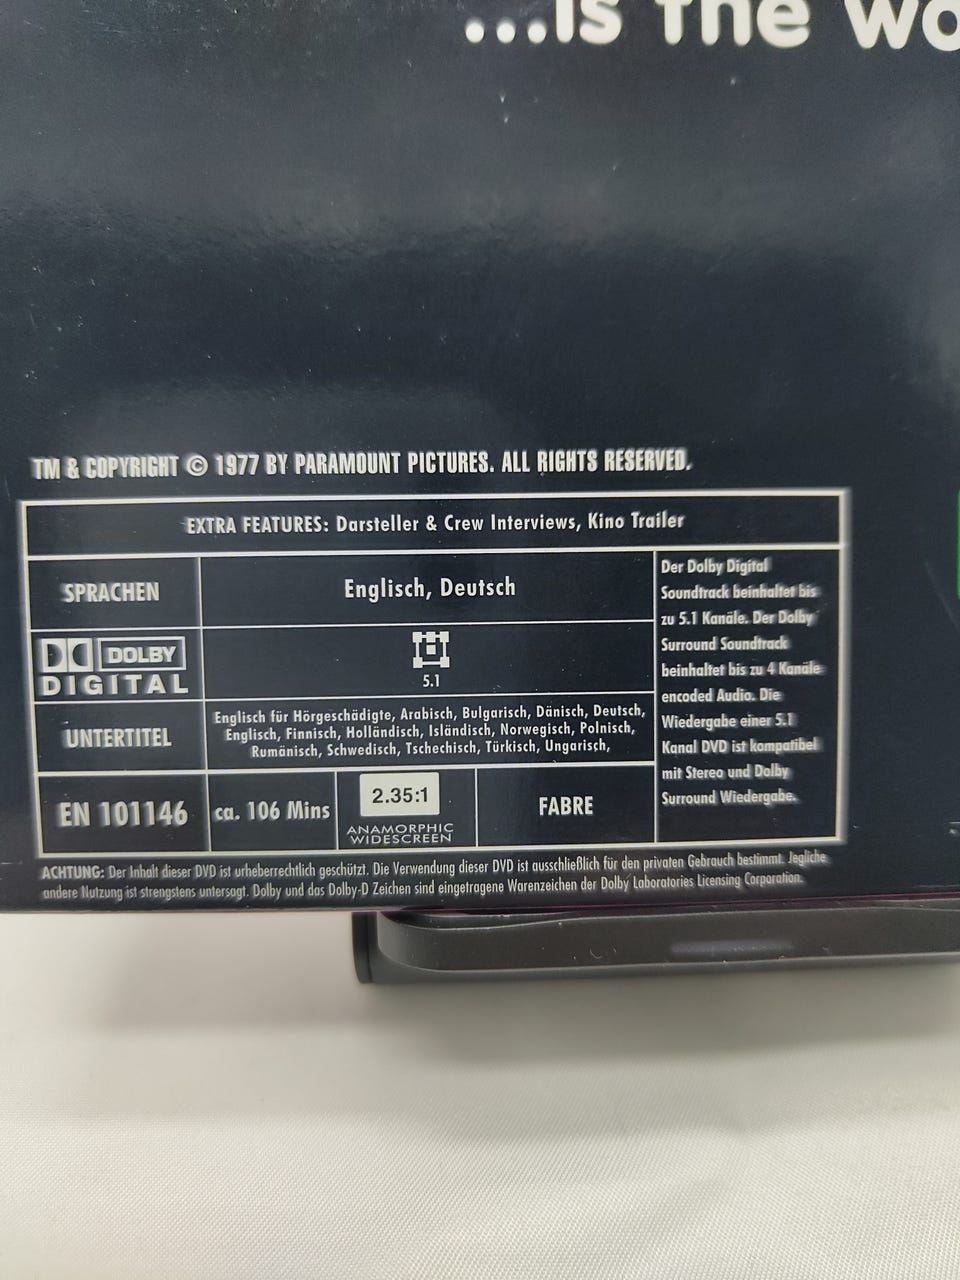 ...is the wo
TM & COPYRIGHT © 1977 BY PARAMOUNT PICTURES. ALL RIGHTS RESERVED.
EXTRA FEATURES: Darsteller & Crew Interviews, Kino Trailer
SPRACHEN
Englisch, Deutsch
DOLBY
DIGITAL
5.1
UNTERTITEL
Englisch für Hörgeschädigte, Arabisch, Bulgarisch, Dänisch, Deutsch,
Englisch, Finnisch, Holländisch, Isländisch, Norwegisch, Polnisch,
Rumänisch, Schwedisch, Tschechisch, Türkisch, Ungarisch,
EN 101146
ca. 106 Mins
2.35:1
ANAMORPHIC
WIDESCREEN
FABRE
Der Dolby Digital
Soundtrack beinhaltet bis
zu 5.1 Kanäle. Der Dolby
Surround Soundtrack
beinhaltet bis zu 4 Kanäle
encoded Audio. Die
Wiedergabe einer 5.1
Kanal DVD ist kompatibel
mit Stereo und Dolby
Surround Wiedergabe.
ACHTUNG: Der Inhalt dieser DVD ist urheberrechtlich geschützt. Die Verwendung dieser DVD ist ausschließlich für den privaten Gebrauch bestimmt. Jegliche
andere Nutzung ist strengstens untersagt. Dolby und das Dolby-D Zeichen sind eingetragene Warenzeichen der Dolby Laboratories Licensing Corporation.